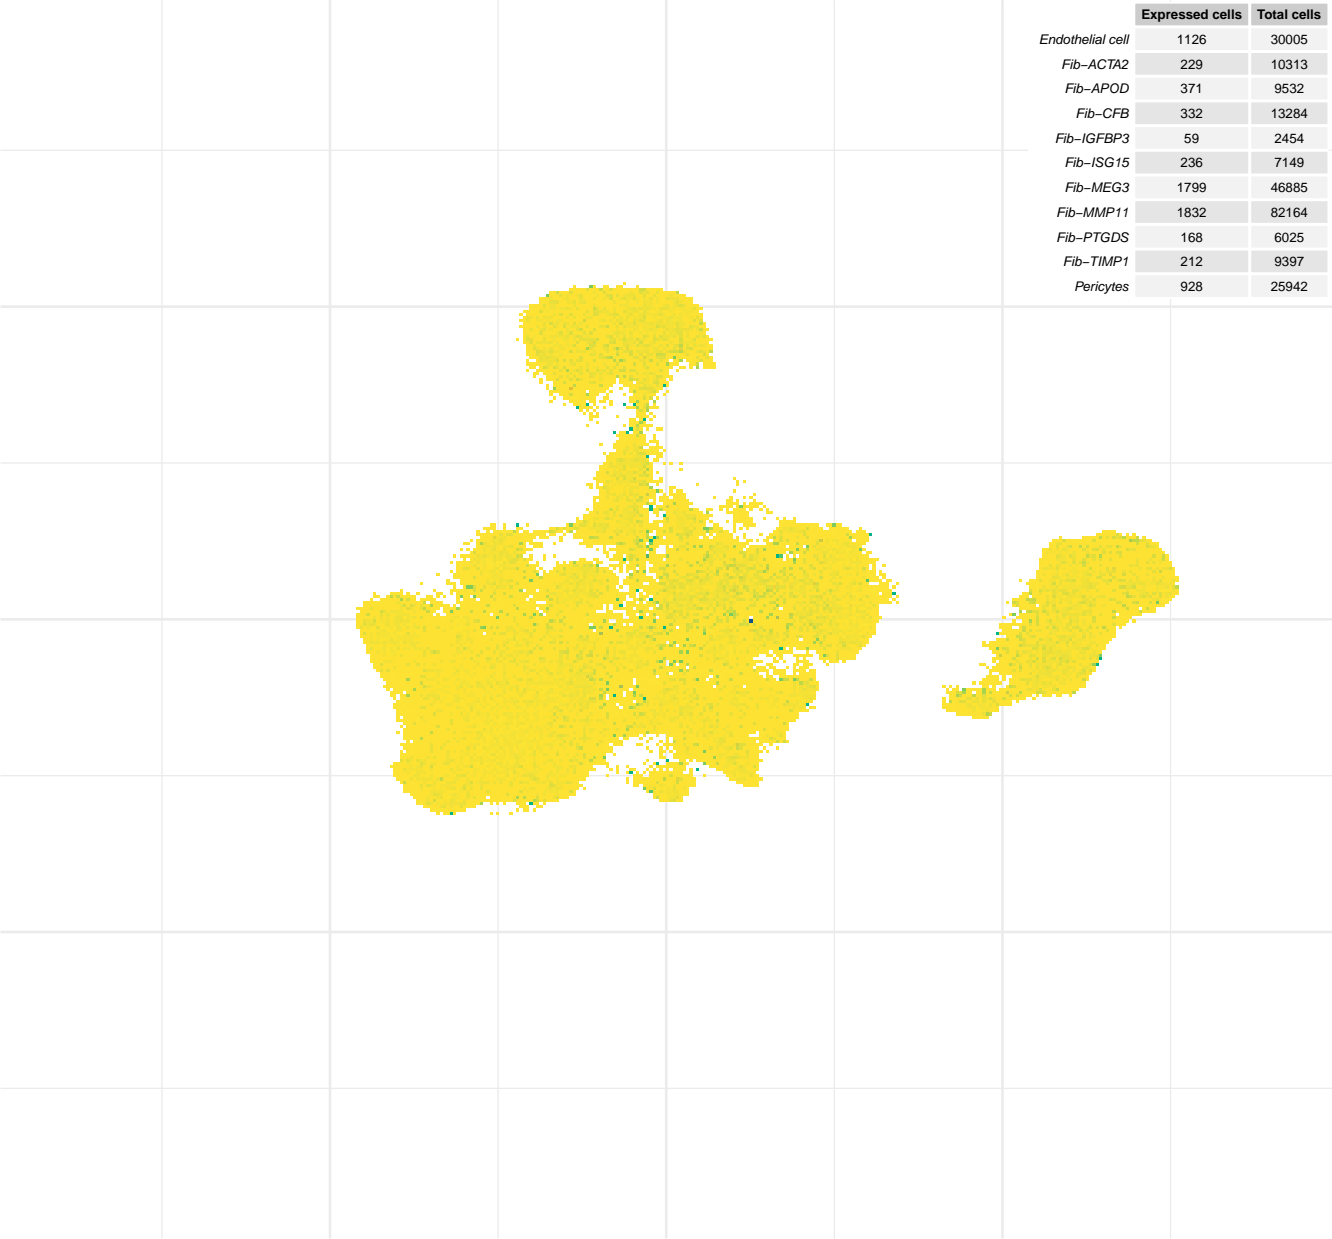 Expressed cells Total cells
Endothelial cell 1126 30005
Fib−ACTA2 229 10313
Fib−APOD 371 9532
Fib−CFB 332 13284
Fib−IGFBP3 59 2454
Fib−ISG15 236 7149
Fib−MEG3 1799 46885
Fib−MMP11 1832 82164
Fib−PTGDS 168 6025
Fib−TIMP1 212 9397
Pericytes 928 25942